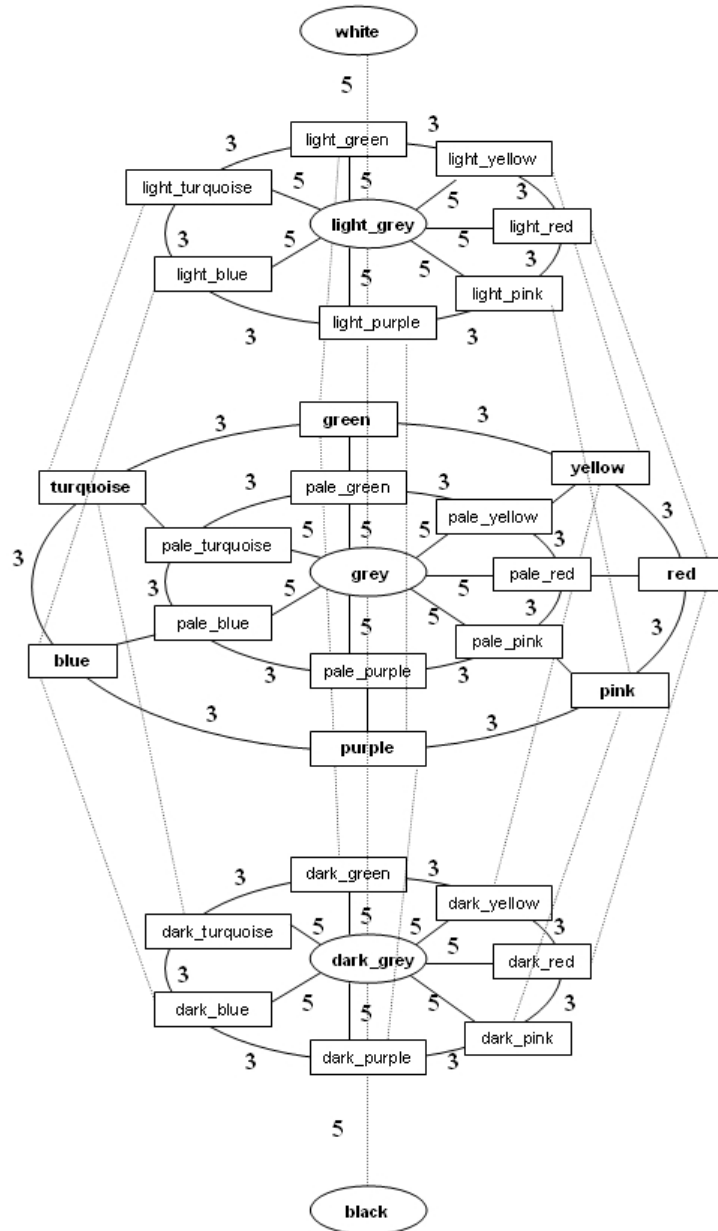 white
5
3
light_green
3
light_yellow
light_turquoise
5
5
5
3
light_grey
light_red
3
5
5
3
light_blue
5
5
light_pink
light_purple
3
3
3
green
3
yellow
turquoise
3
pale_green
3
pale_yellow
3
pale_turquoise
5
5
5
3
3
grey
pale_red
red
3
5
5
3
pale_blue
5
5
pale_pink
3
blue
3
pale_purple
3
pink
3
3
purple
dark_green
3
3
dark_yellow
dark_turquoise
5
5
5
3
dark_grey
5
dark_red
3
dark_blue
5
5
5
3
dark_pink
3
dark_purple
3
5
black